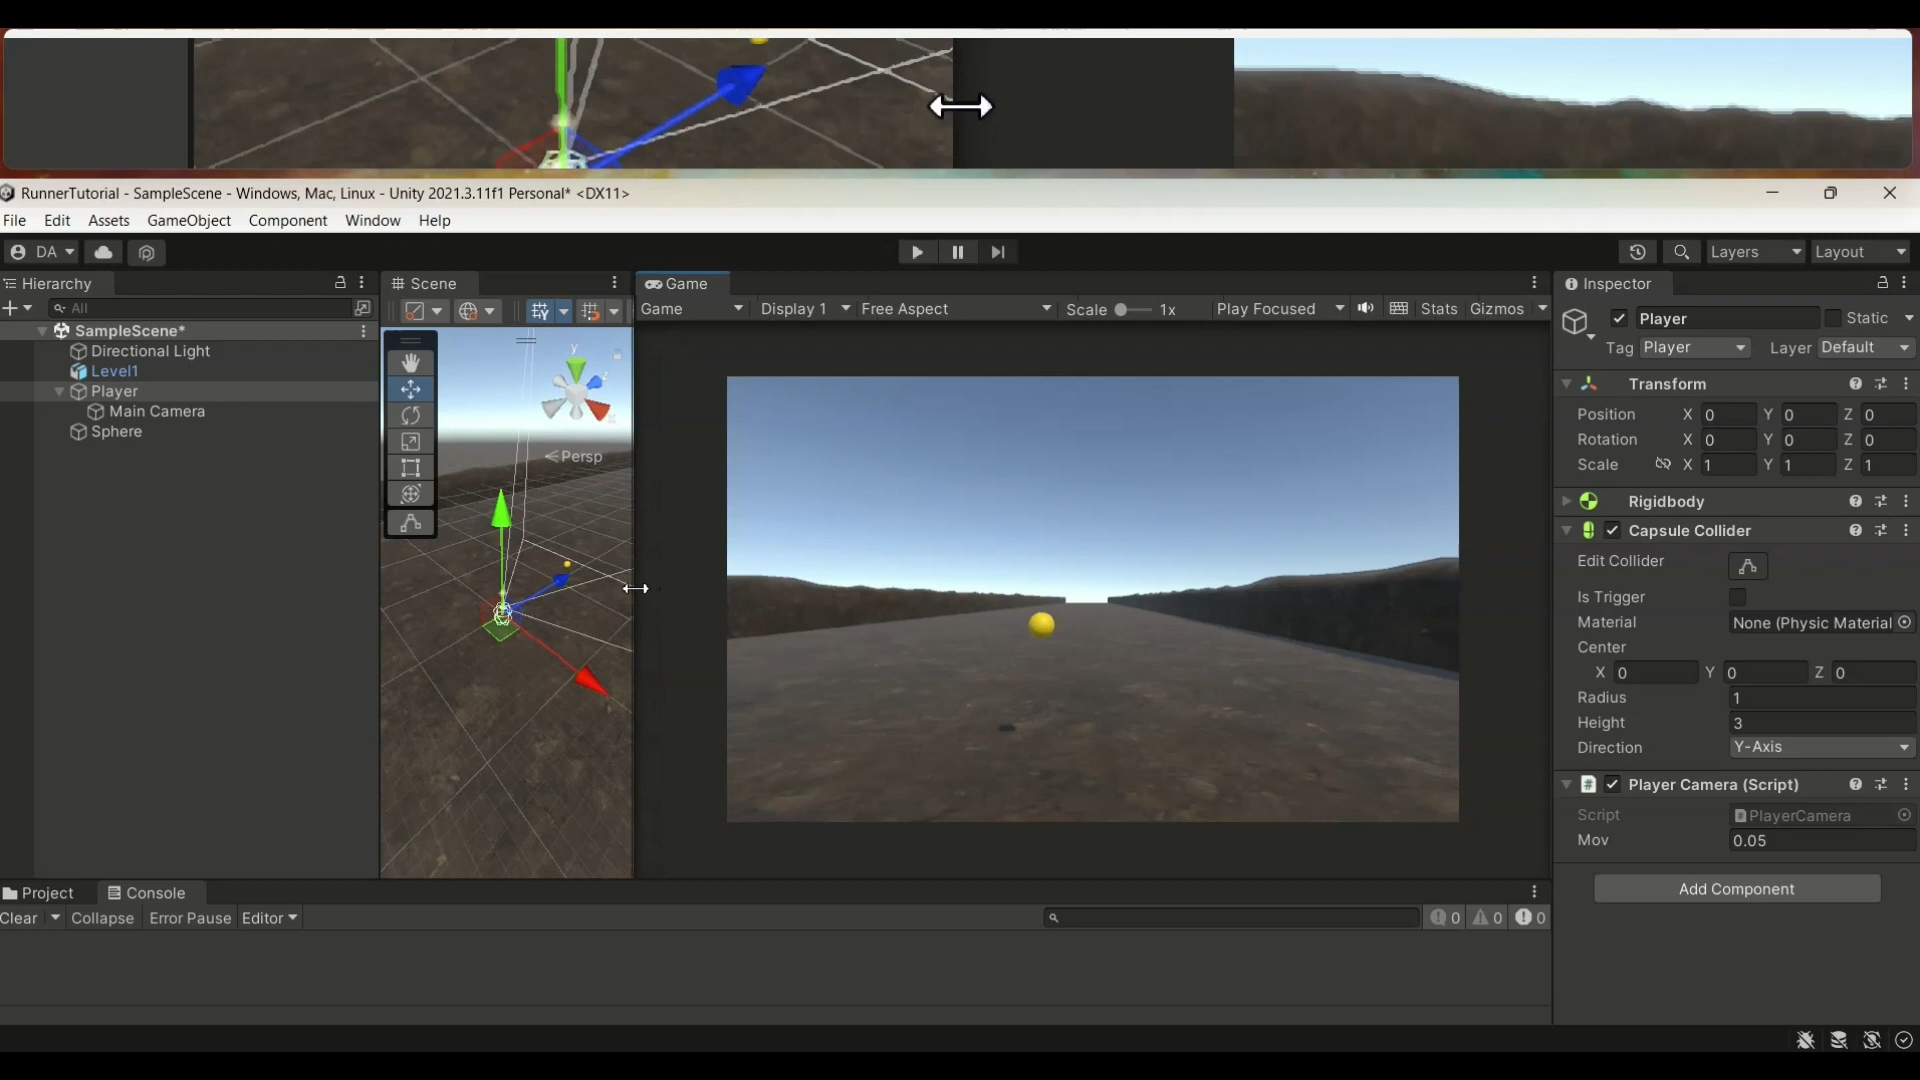 RunnerTutorial - SampleScene - Windows, Mac, Linux - Unity 2021.3.11f1 Personal* <DX11>
File Edit Assets GameObject Component Window Help
DA Layers Layout
Hierarchy
All
SampleScene*
Directional Light
Level1
Player
Main Camera
Sphere
Scene
y
z
x
Persp
Game
Game Display 1 Free Aspect Scale 1x Play Focused Stats Gizmos
Inspector
Player Static
Tag Player Layer Default
Transform
Position X 0 Y 0 Z 0
Rotation X 0 Y 0 Z 0
Scale X 1 Y 1 Z 1
Rigidbody
Capsule Collider
Edit Collider
Is Trigger
Material None (Physic Material
Center
X 0 Y 0 Z 0
Radius 1
Height 3
Direction Y-Axis
# Player Camera (Script)
Script PlayerCamera
Mov 0.05
Add Component
Project Console
Clear Collapse Error Pause Editor 0 0 0